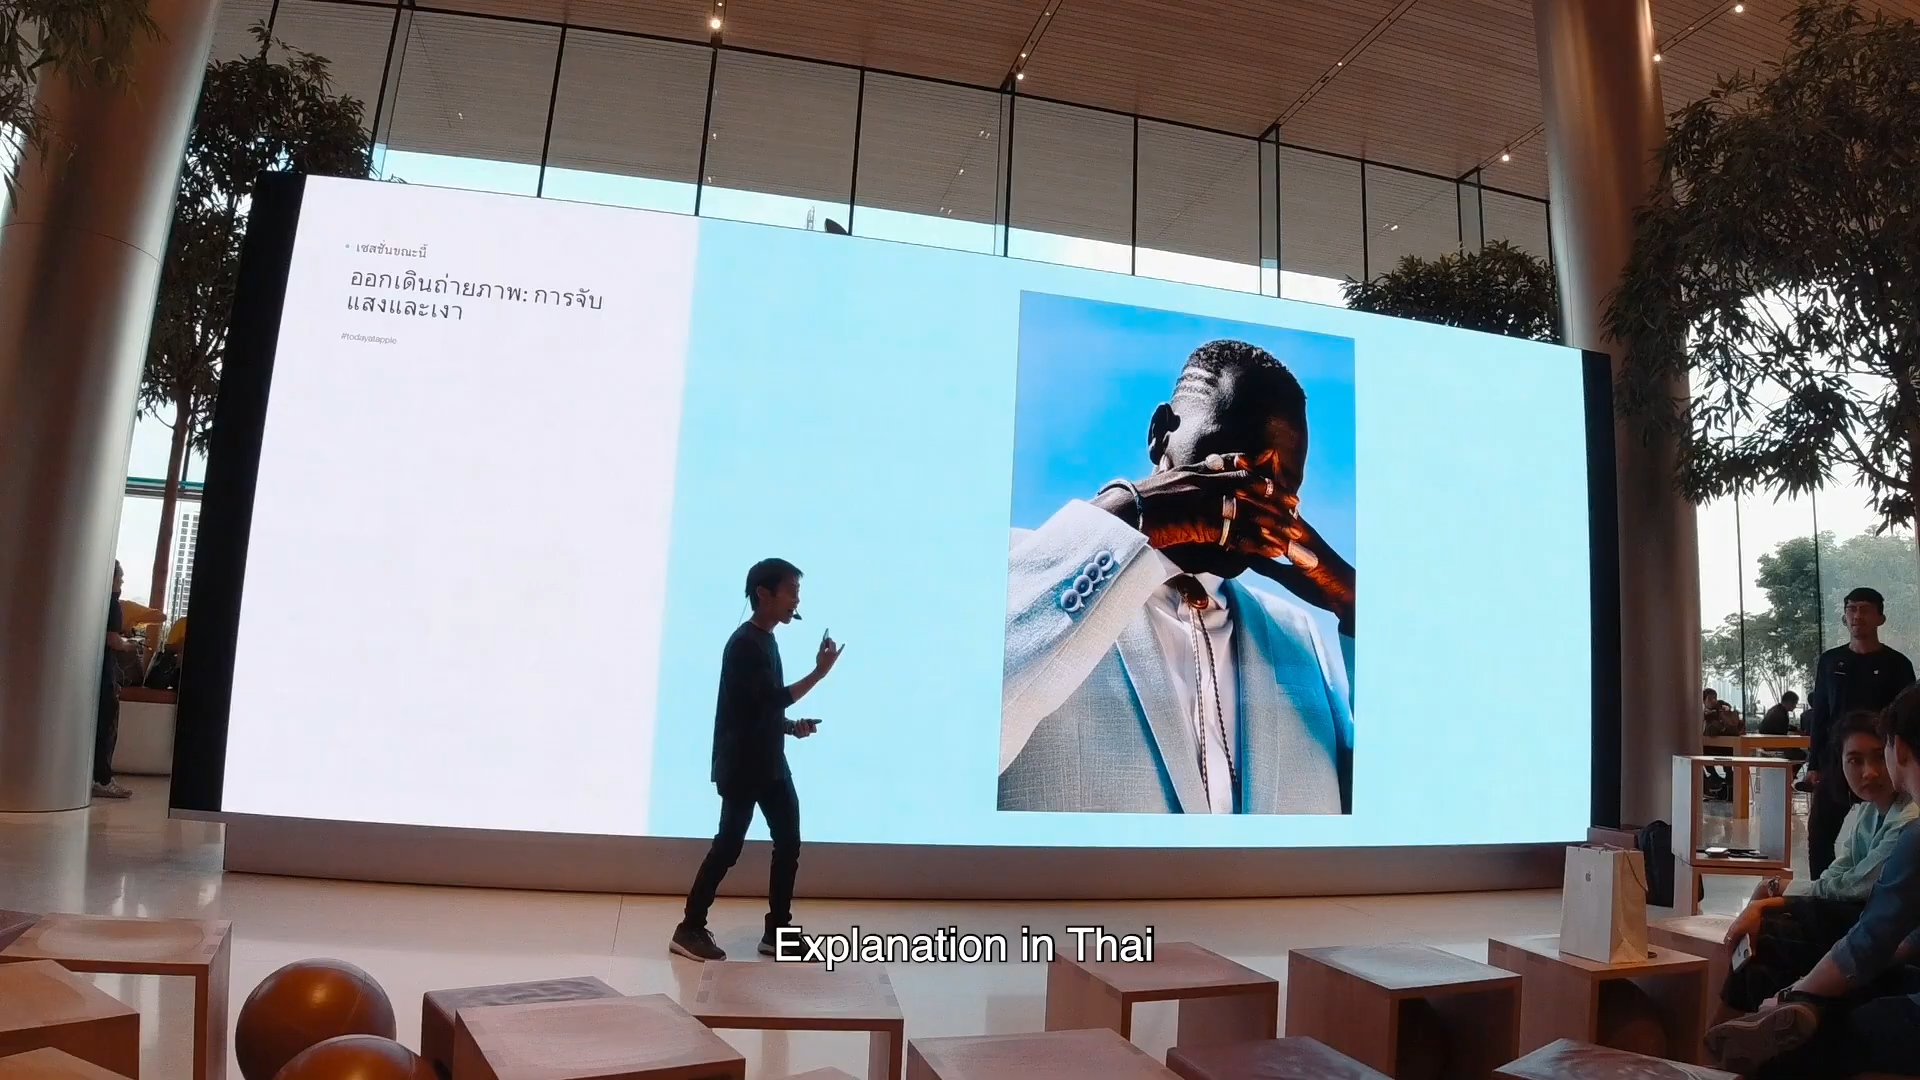 เซสชั่นขณะนี้
ออกเดินถ่ายภาพ: การจับ
แสงและเงา
#todayatapple
Explanation in Thai